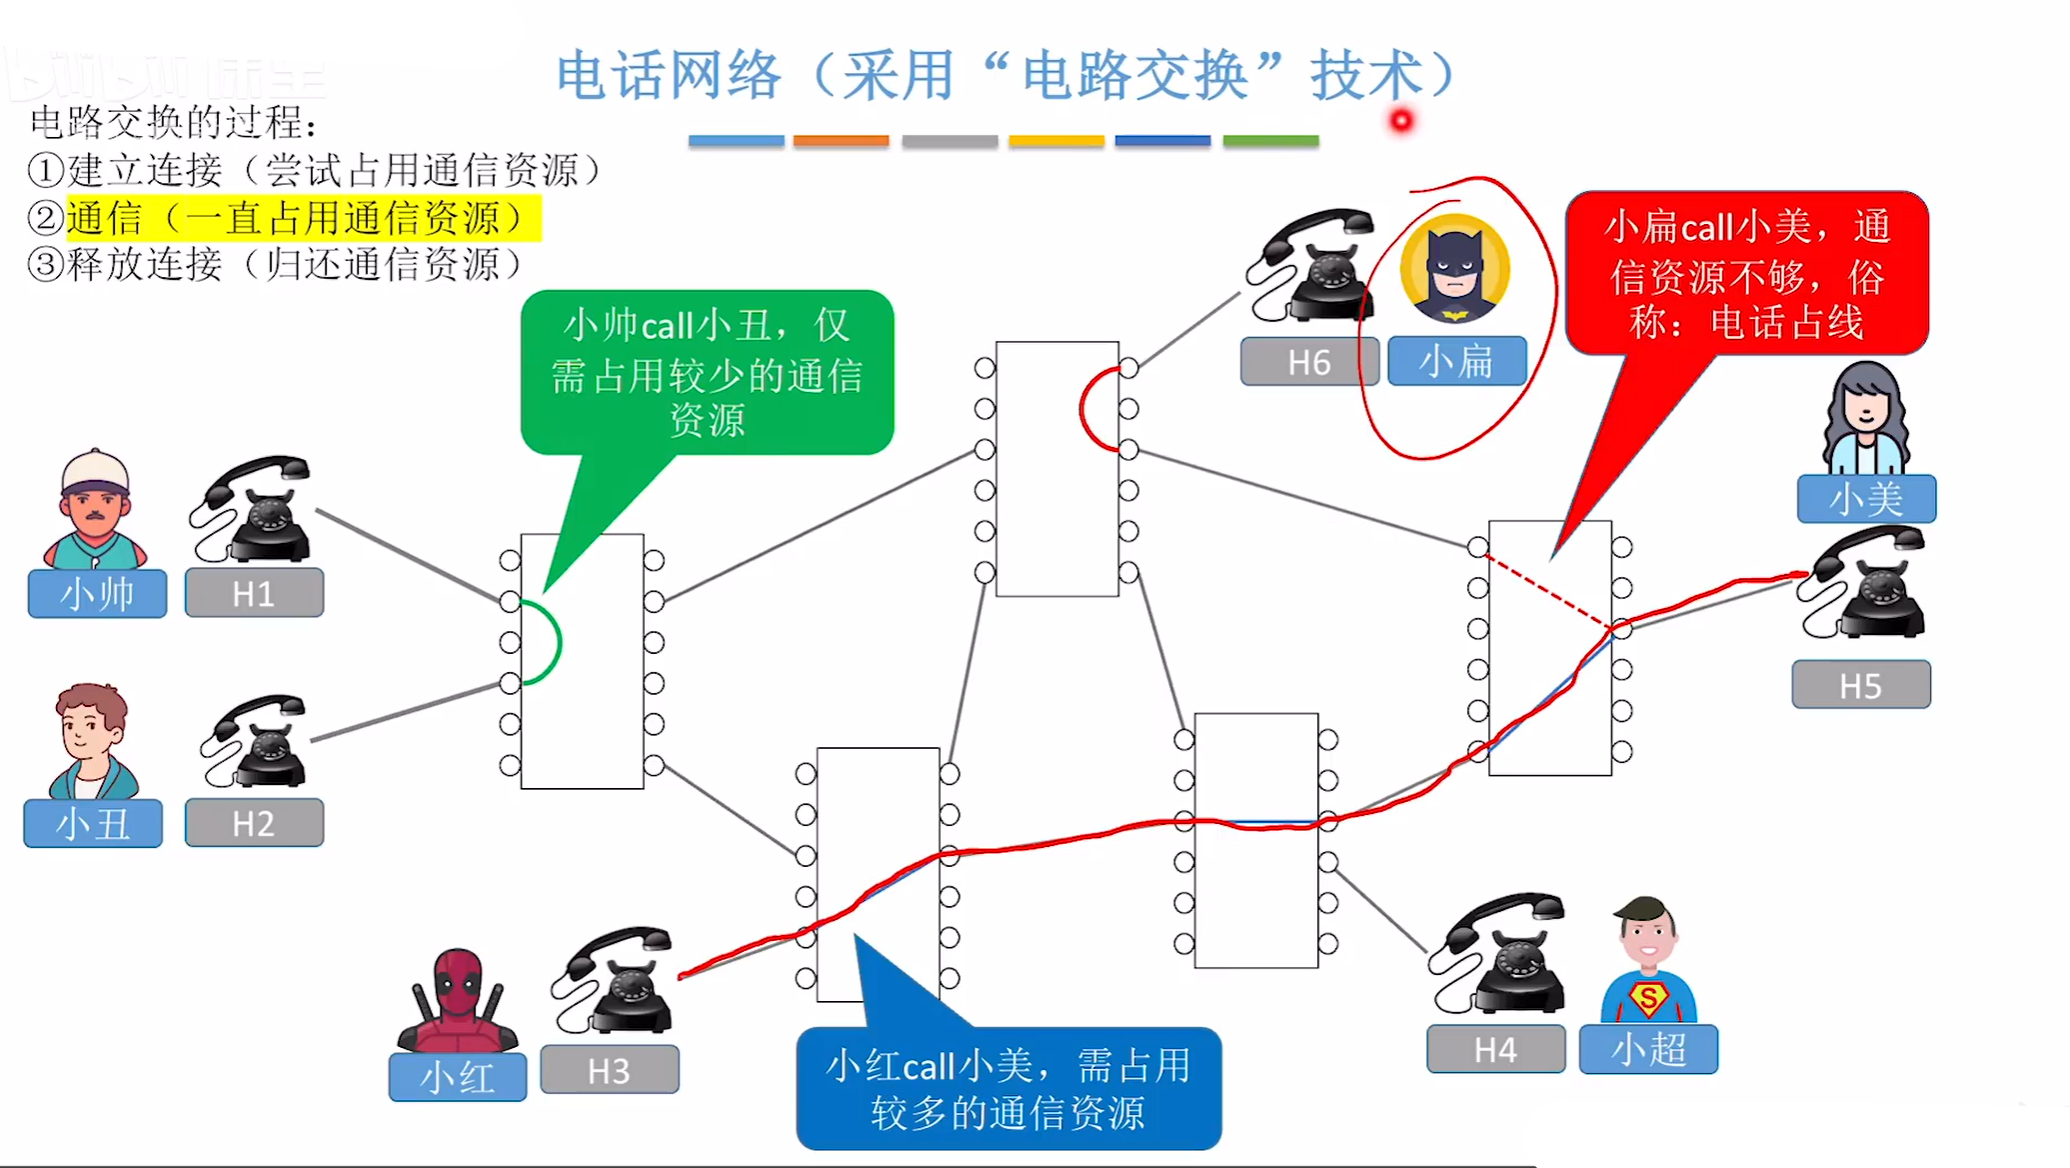 电话网络（采用“电路交换”技术）
电路交换的过程：
①建立连接（尝试占用通信资源）
②通信（一直占用通信资源）
③释放连接（归还通信资源）
小帅call小丑，仅
需占用较少的通信
资源
H6
小扁
小扁call小美，通
信资源不够，俗
称：电话占线
小美
小帅
H1
H5
小丑
H2
小红
H3
小红call小美，需占用
较多的通信资源
H4
小超
S